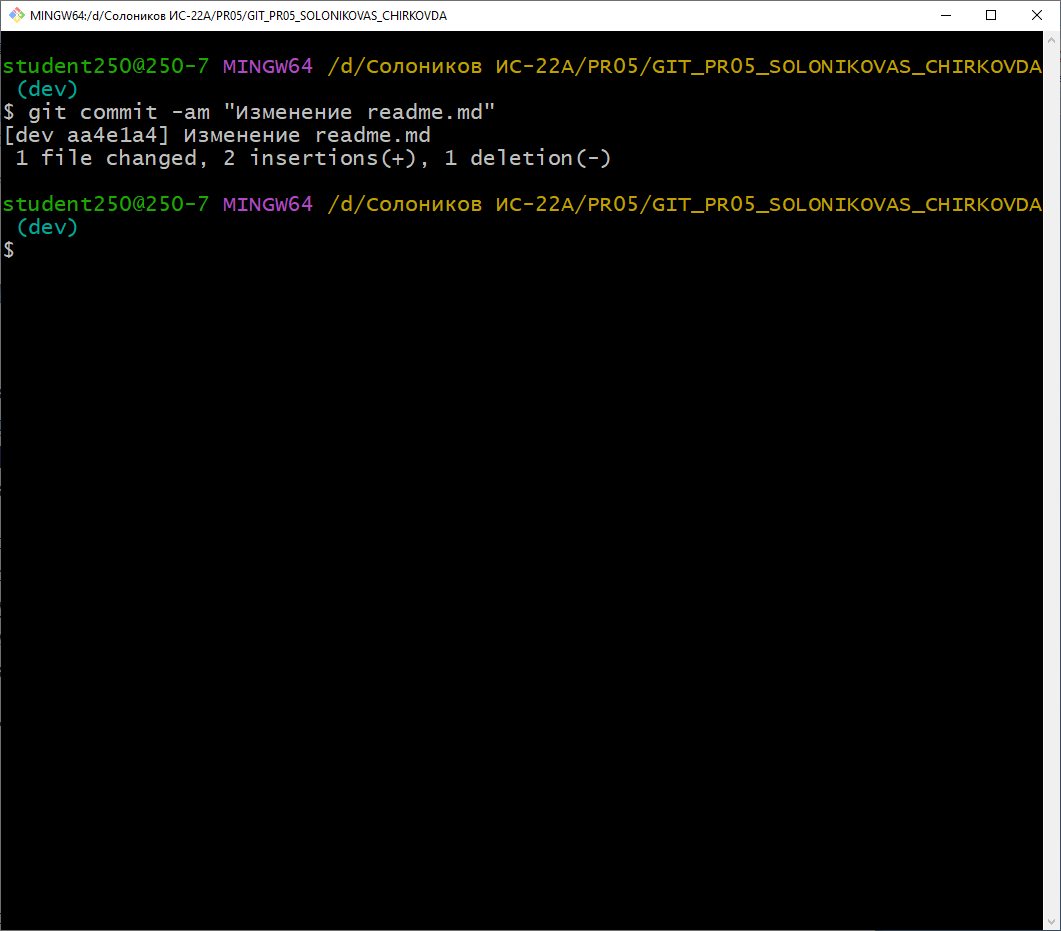 MINGW64:/d/Солоников ИС-22А/PR05/GIT_PR05_SOLONIKOVAS_CHIRKOVDA
student250@250-7 MINGW64 /d/Солоников ИС-22А/PR05/GIT_PR05_SOLONIKOVAS_CHIRKOVDA
(dev)
$ git commit -am "Изменение readme.md"
[dev aa4e1a4] Изменение readme.md
1 file changed, 2 insertions(+), 1 deletion(-)
student250@250-7 MINGW64 /d/Солоников ИС-22А/PR05/GIT_PR05_SOLONIKOVAS_CHIRKOVDA
(dev)
$